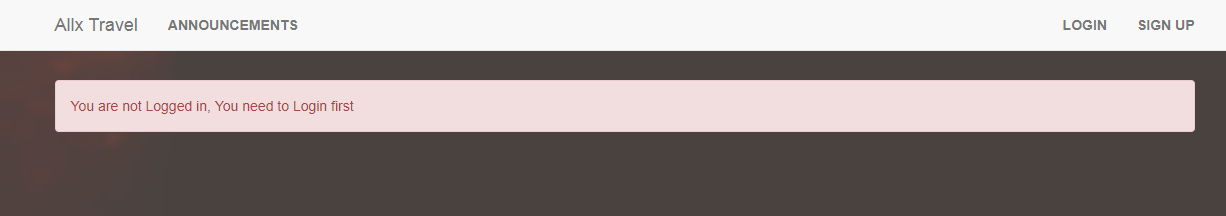 Allx Travel ANNOUNCEMENTS LOGIN SIGN UP
You are not Logged in, You need to Login first